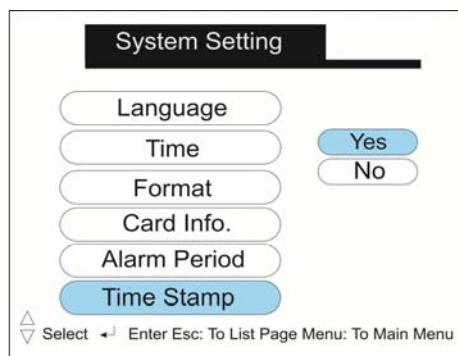 System Setting
Language
Time
Yes
No
Format
Card Info.
Alarm Period
Time Stamp
Select Enter Esc: To List Page Menu: To Main Menu